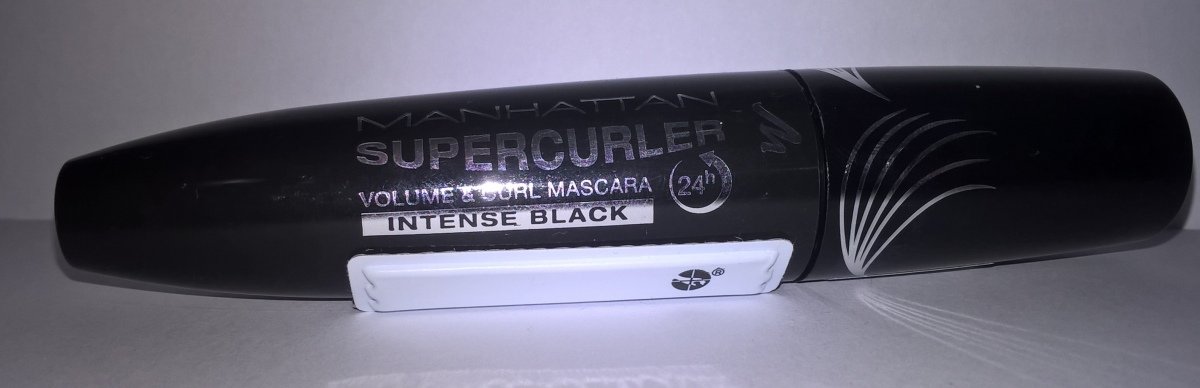 MANHATTAN
SUPERCURLER
VOLUME & CURL MASCARA
24h
INTENSE BLACK
®